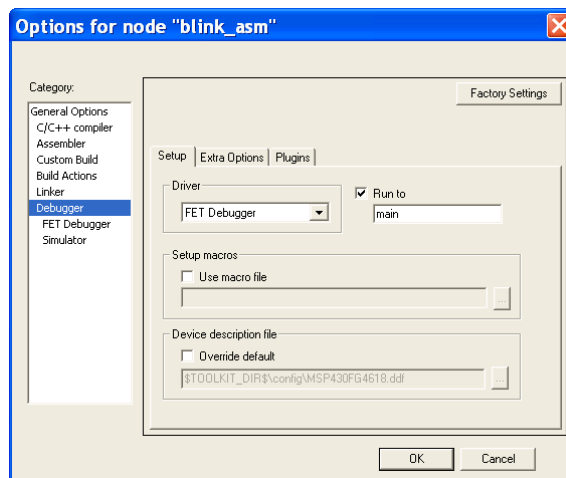 Options for node "blink_asm"
Category:
General Options
C/C++ compiler
Assembler
Custom Build
Build Actions
Linker
Debugger
FET Debugger
Simulator
Factory Settings
Setup Extra Options Plugins
Driver
FET Debugger
Run to
main
Setup macros
Use macro file
...
Device description file
Override default
$TOOLKIT_DIR$\config\MSP430FG4618.ddf
...
OK Cancel